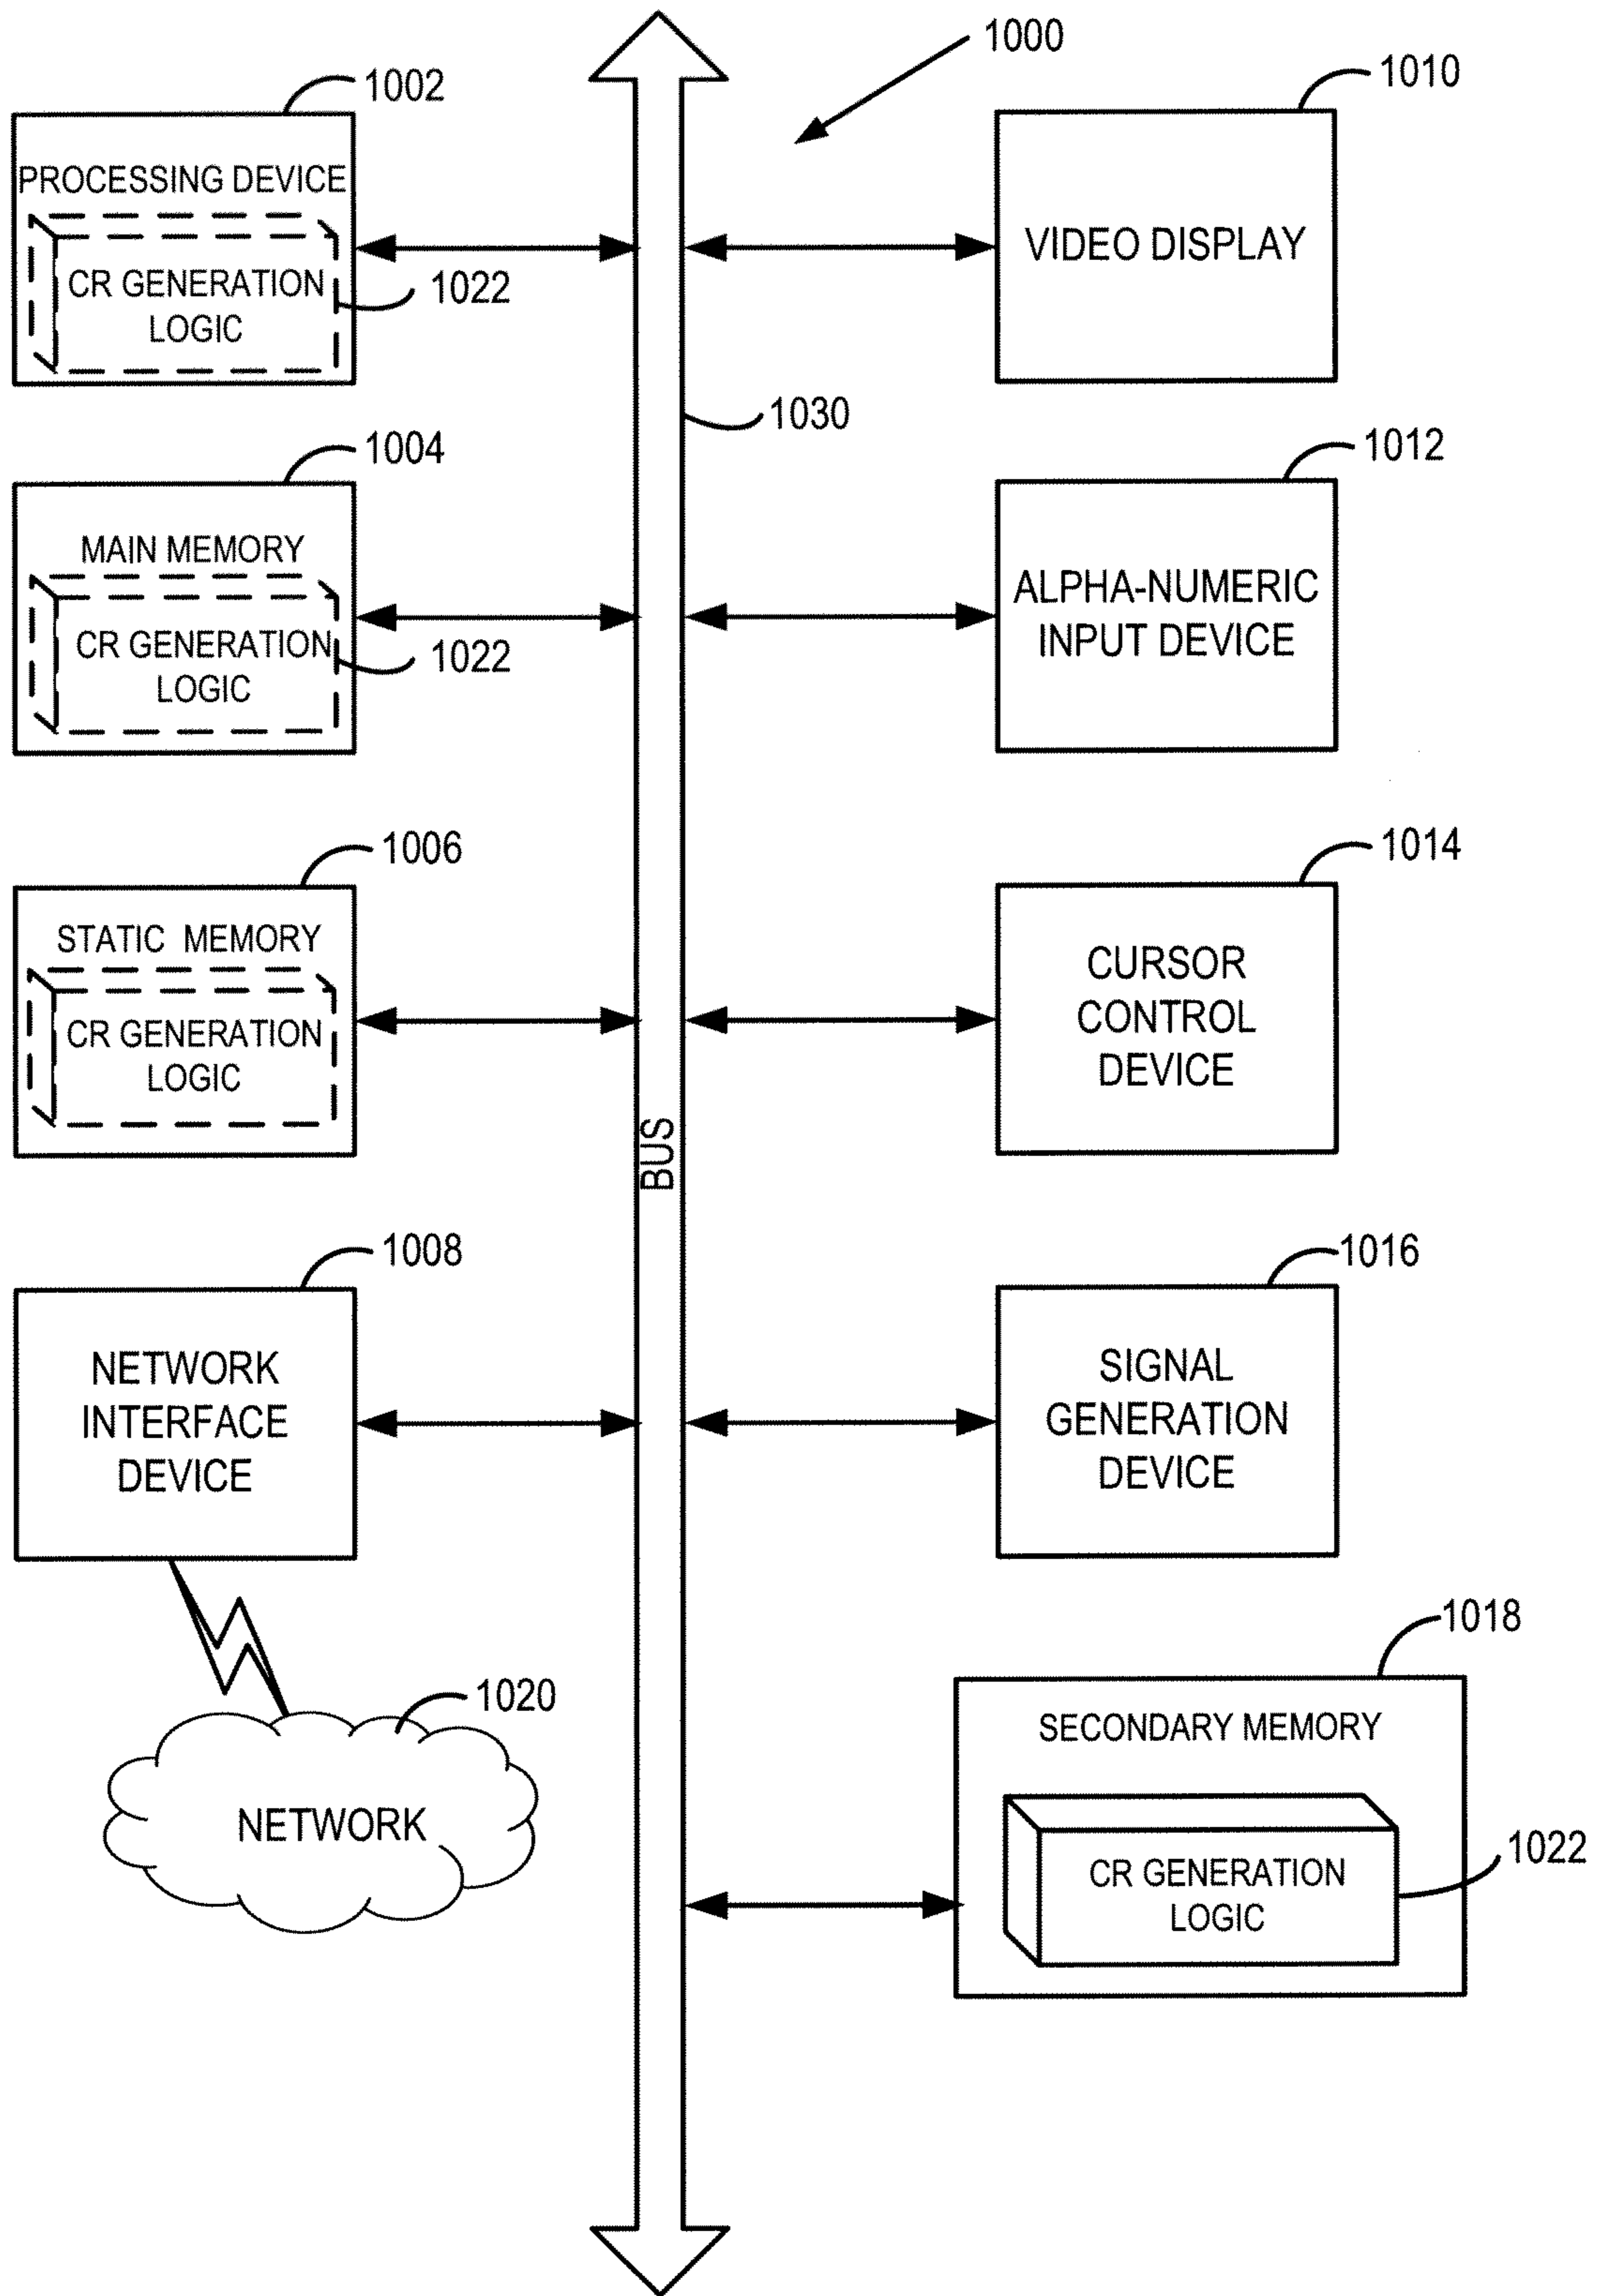 1000
1002
PROCESSING DEVICE
CR GENERATION
LOGIC
1022
1004
MAIN MEMORY
CR GENERATION
LOGIC
1022
1006
STATIC MEMORY
CR GENERATION
LOGIC
1008
NETWORK
INTERFACE
DEVICE
1020
NETWORK
1030
BUS
1010
VIDEO DISPLAY
1012
ALPHA-NUMERIC
INPUT DEVICE
1014
CURSOR
CONTROL
DEVICE
1016
SIGNAL
GENERATION
DEVICE
1018
SECONDARY MEMORY
CR GENERATION
LOGIC
1022